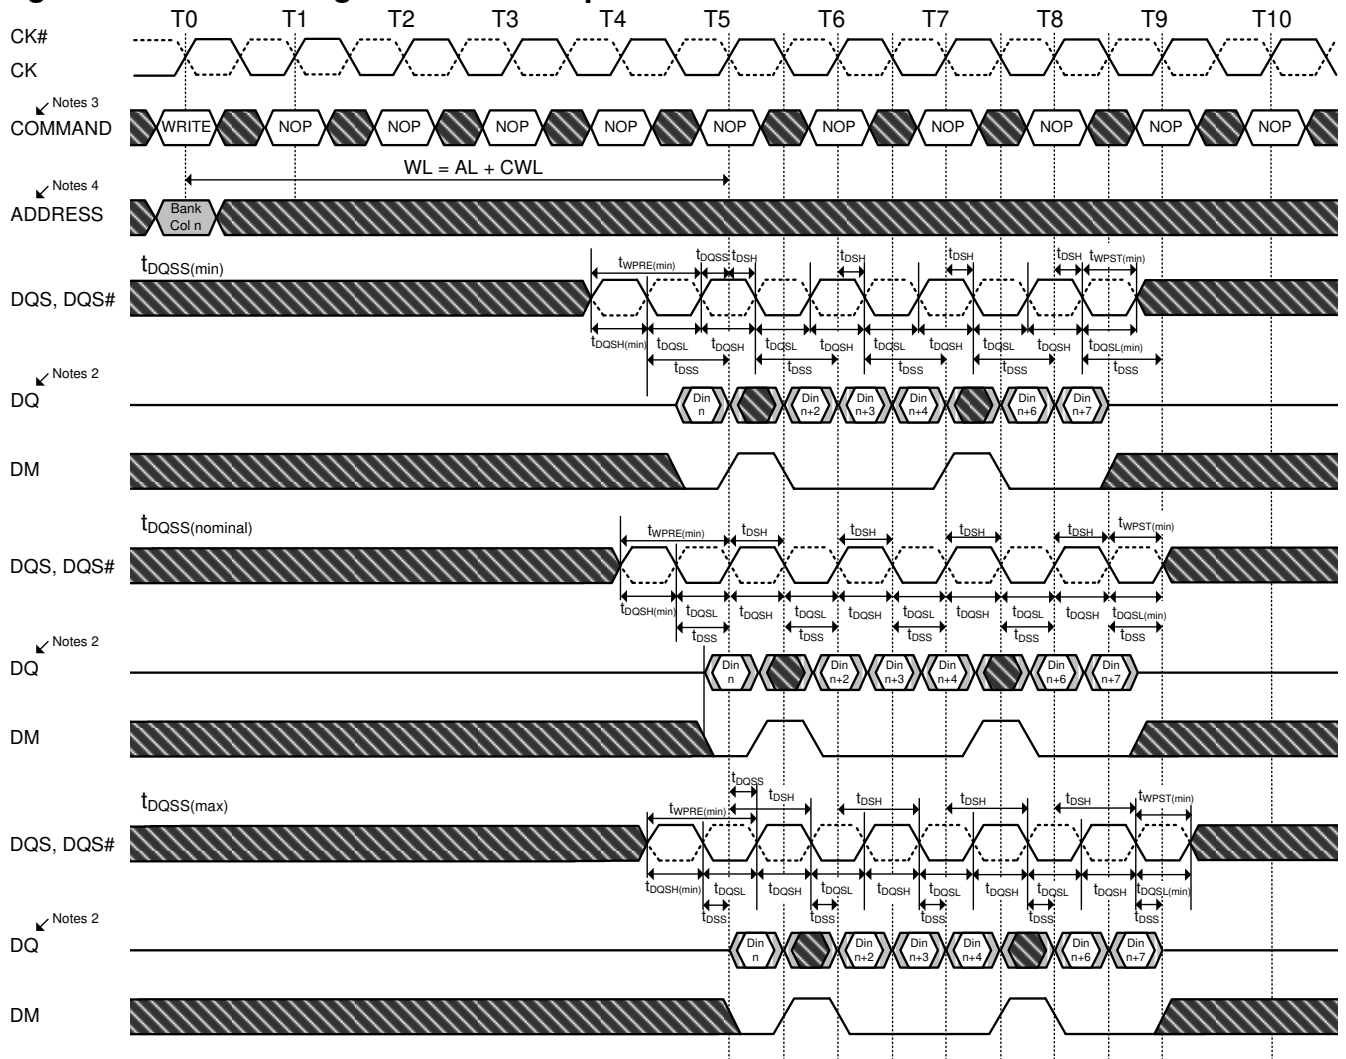 T0 T1 T2 T3 T4 T5 T6 T7 T8 T9 T10
CK#
CK
Notes 3
COMMAND WRITE NOP NOP NOP NOP NOP NOP NOP NOP NOP NOP
WL = AL + CWL
Notes 4
ADDRESS
Bank
Col n
tDQSS(min) tWPRE(min) tDQSS tDSH tDSH tDSH tDSH tWPST(min)
DQS, DQS#
tDQSH(min) tDQSL tDQSH tDQSL tDQSH tDQSL tDQSH tDQSL tDQSH tDQSL(min)
tDSS tDSS tDSS tDSS tDSS
Notes 2
DQ
Din n Din n+2 Din n+3 Din n+4 Din n+6 Din n+7
DM
tDQSS(nominal) tWPRE(min) tDSH tDSH tDSH tDSH tWPST(min)
DQS, DQS#
tDQSH(min) tDQSL tDQSH tDQSL tDQSH tDQSL tDQSH tDQSL tDQSH tDQSL(min)
tDSS tDSS tDSS tDSS tDSS
Notes 2
DQ
Din n Din n+2 Din n+3 Din n+4 Din n+6 Din n+7
DM
tDQSS
tDQSS(max) tWPRE(min) tDSH tDSH tDSH tDSH tWPST(min)
DQS, DQS#
tDQSH(min) tDQSL tDQSH tDQSL tDQSH tDQSL tDQSH tDQSL tDQSH tDQSL(min)
tDSS tDSS tDSS tDSS tDSS
Notes 2
DQ
Din n Din n+2 Din n+3 Din n+4 Din n+6 Din n+7
DM